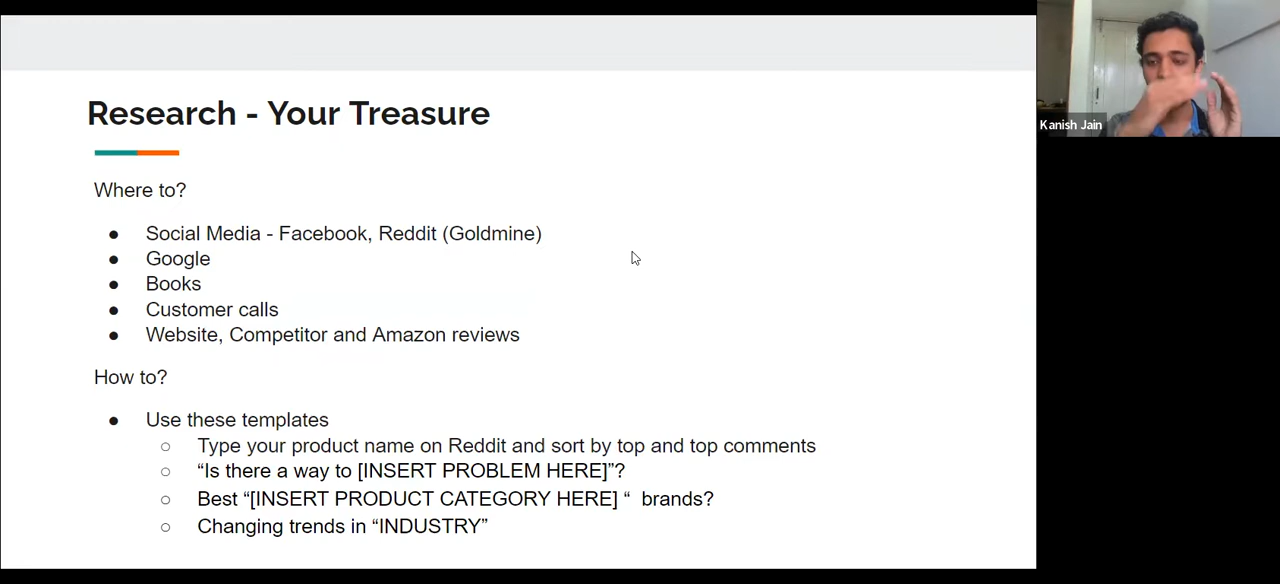 Research - Your Treasure
Kanish Jain
Where to?
● Social Media - Facebook, Reddit (Goldmine)
● Google
● Books
● Customer calls
● Website, Competitor and Amazon reviews
How to?
● Use these templates
○ Type your product name on Reddit and sort by top and top comments
○ “Is there a way to [INSERT PROBLEM HERE]”?
○ Best “[INSERT PRODUCT CATEGORY HERE] “ brands?
○ Changing trends in “INDUSTRY”